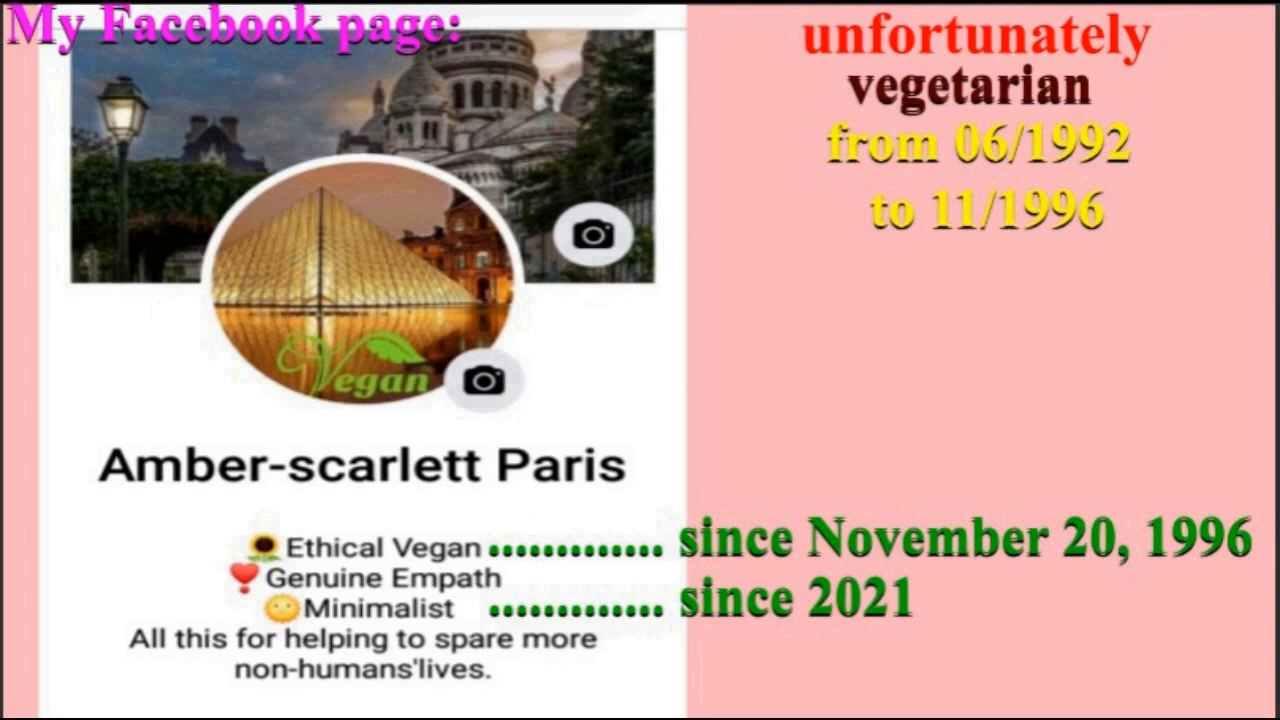 My Facebook page:
unfortunately
vegetarian
from 06/1992
to 11/1996
Vegan
Amber-scarlett Paris
🌻Ethical Vegan............. since November 20, 1996
❣️Genuine Empath
🌝Minimalist ............. since 2021
All this for helping to spare more
non-humans'lives.